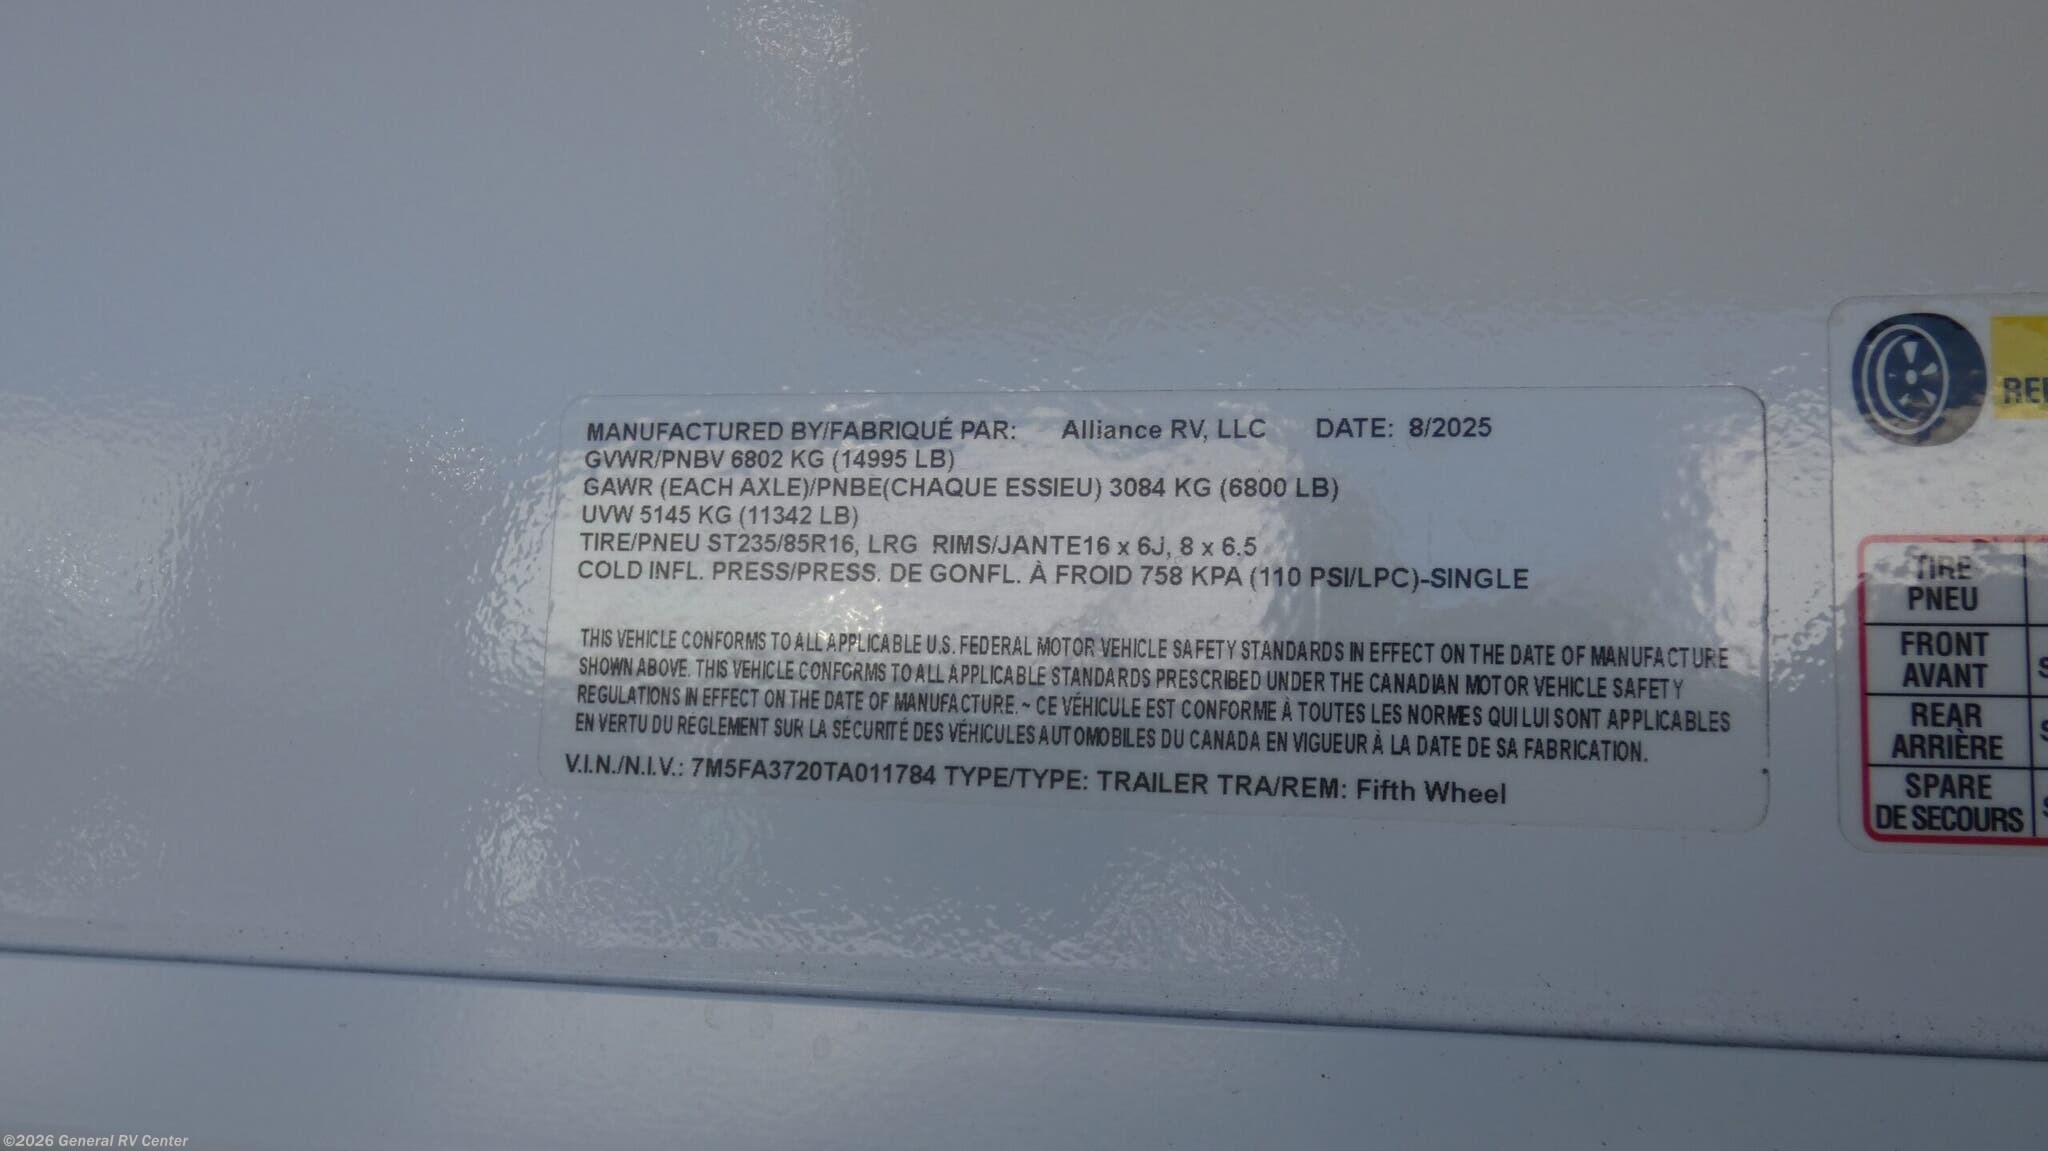 MANUFACTURED BY/FABRIQUÉ PAR: Alliance RV, LLC DATE: 8/2025
GVWR/PNBV 6802 KG (14995 LB)
GAWR (EACH AXLE)/PNBE(CHAQUE ESSIEU) 3084 KG (6800 LB)
UVW 5145 KG (11342 LB)
TIRE/PNEU ST235/85R16, LRG RIMS/JANTE16 x 6J, 8 x 6.5
COLD INFL. PRESS/PRESS. DE GONFL. À FROID 758 KPA (110 PSI/LPC)-SINGLE
THIS VEHICLE CONFORMS TO ALL APPLICABLE U.S. FEDERAL MOTOR VEHICLE SAFETY STANDARDS IN EFFECT ON THE DATE OF MANUFACTURE
SHOWN ABOVE. THIS VEHICLE CONFORMS TO ALL APPLICABLE STANDARDS PRESCRIBED UNDER THE CANADIAN MOTOR VEHICLE SAFETY
REGULATIONS IN EFFECT ON THE DATE OF MANUFACTURE. ~ CE VÉHICULE EST CONFORME À TOUTES LES NORMES QUI LUI SONT APPLICABLES
EN VERTU DU RÉGLEMENT SUR LA SÉCURITÉ DES VÉHICULES AUTOMOBILES DU CANADA EN VIGUEUR À LA DATE DE SA FABRICATION.
V.I.N./N.I.V.: 7M5FA3720TA011784 TYPE/TYPE: TRAILER TRA/REM: Fifth Wheel
TIRE
PNEU
FRONT
AVANT
REAR
ARRIÈRE
SPARE
DE SECOURS
©2026 General RV Center